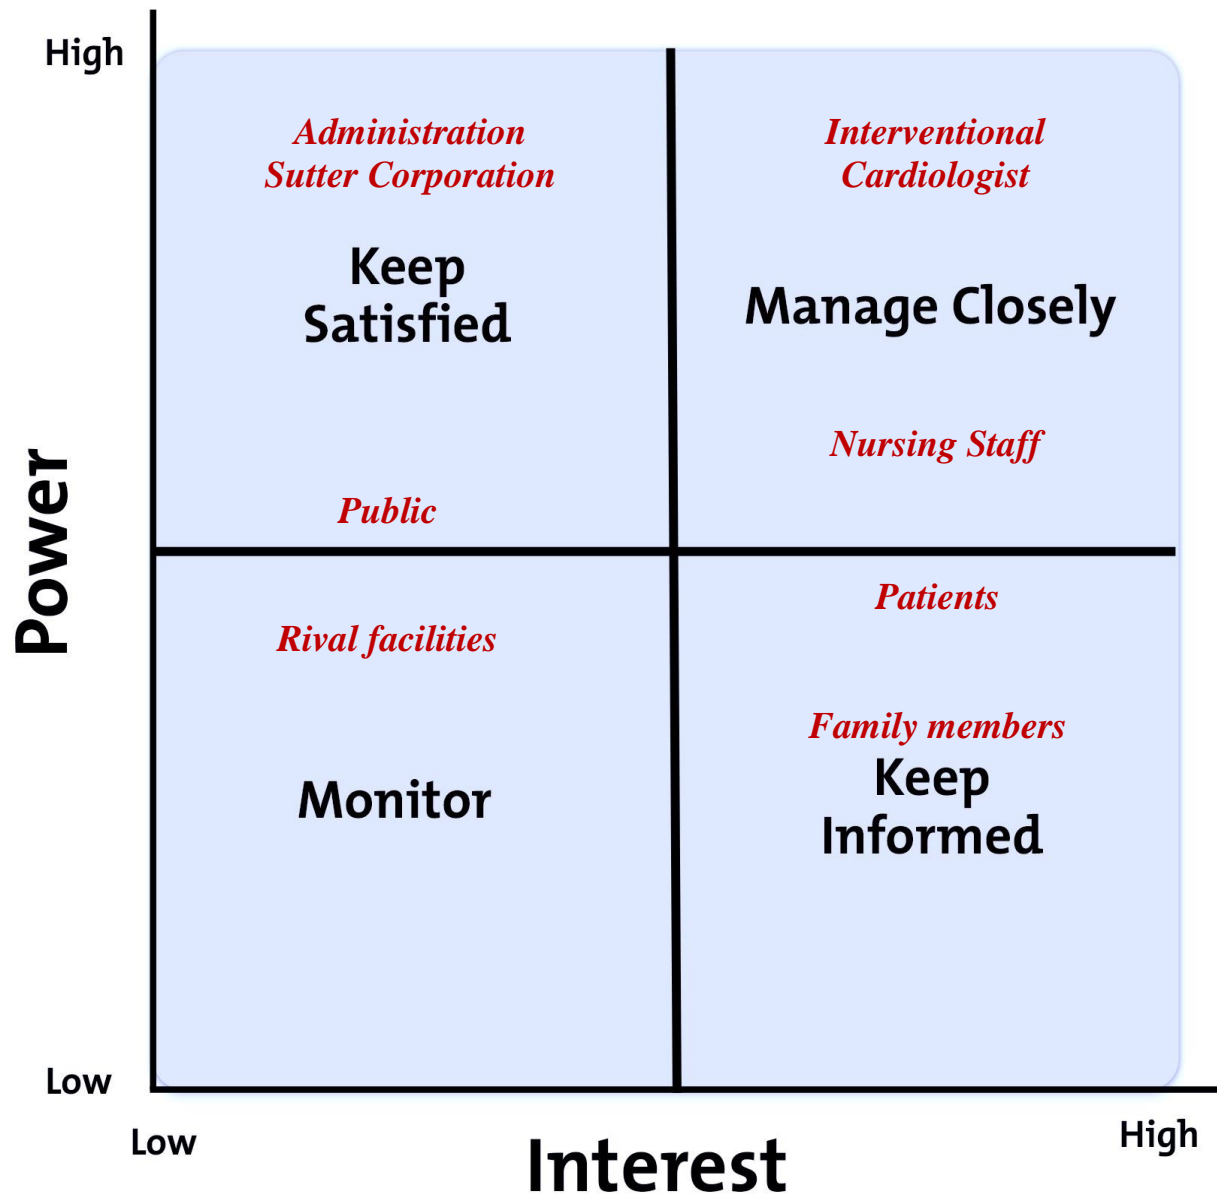 High
Administration
Sutter Corporation
Interventional
Cardiologist
Keep
Satisfied
Manage Closely
Nursing Staff
Public
Power
Patients
Rival facilities
Family members
Keep
Informed
Monitor
Low
Low
Interest
High